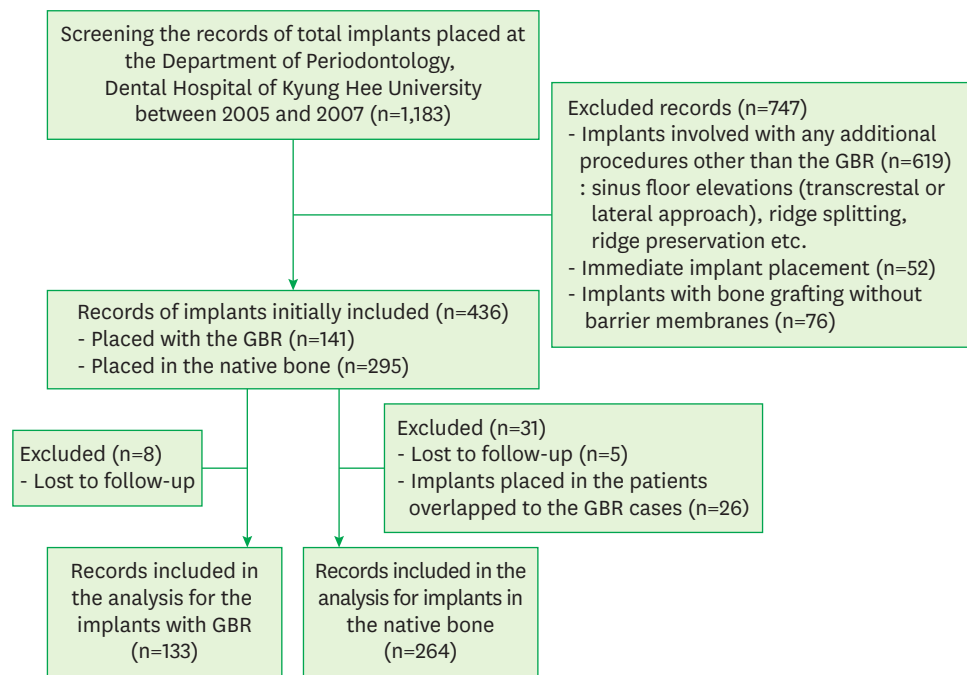 Screening the records of total implants placed at
the Department of Periodontology,
Dental Hospital of Kyung Hee University
between 2005 and 2007 (n=1,183)
Excluded records (n=747)
- Implants involved with any additional
procedures other than the GBR (n=619)
: sinus floor elevations (transcrestal or
lateral approach), ridge splitting,
ridge preservation etc.
- Immediate implant placement (n=52)
- Implants with bone grafting without
barrier membranes (n=76)
Records of implants initially included (n=436)
- Placed with the GBR (n=141)
- Placed in the native bone (n=295)
Excluded (n=8)
- Lost to follow-up
Excluded (n=31)
- Lost to follow-up (n=5)
- Implants placed in the patients
overlapped to the GBR cases (n=26)
Records included in
the analysis for the
implants with GBR
(n=133)
Records included in the
analysis for implants in
the native bone
(n=264)